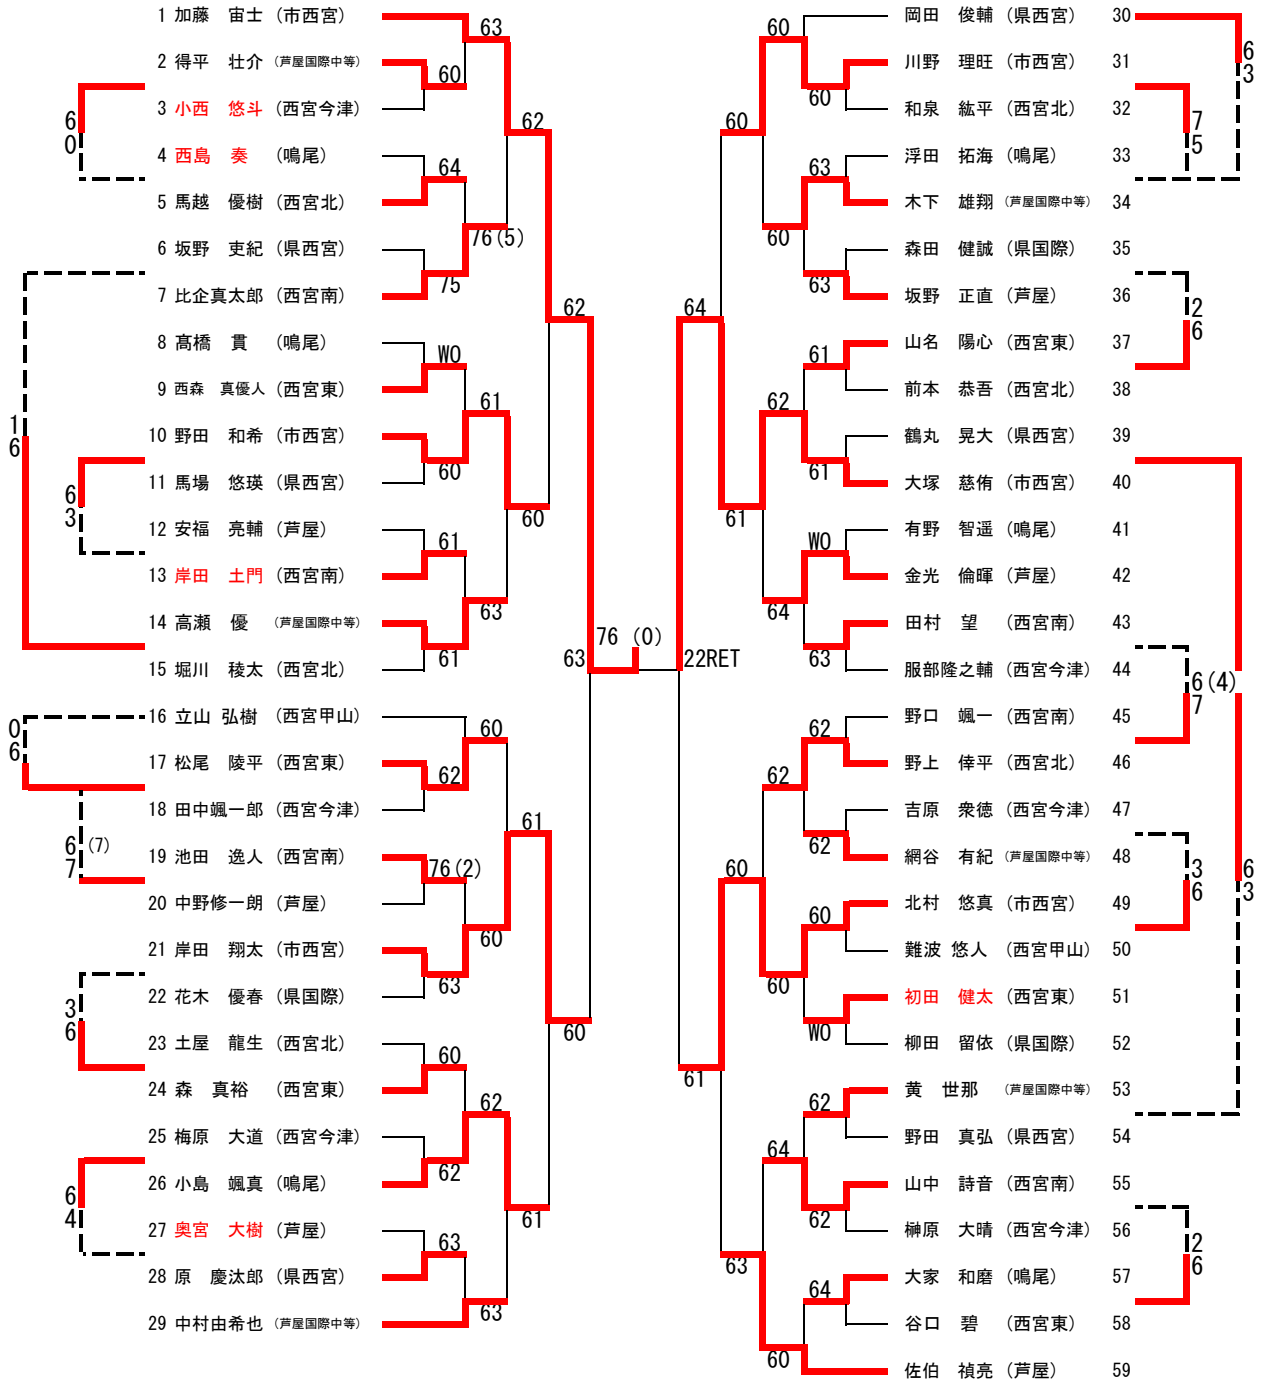 1 加藤 宙士 (市西宮)
2 得平 壮介 (芦屋国際中等)
3 小西 悠斗 (西宮今津)
4 西島 奏 (鳴尾)
5 馬越 優樹 (西宮北)
6 坂野 吏紀 (県西宮)
7 比企真太郎 (西宮南)
8 髙橋 貫 (鳴尾)
9 西森 真優人 (西宮東)
10 野田 和希 (市西宮)
11 馬場 悠瑛 (県西宮)
12 安福 亮輔 (芦屋)
13 岸田 土門 (西宮南)
14 高瀬 優 (芦屋国際中等)
15 堀川 稜太 (西宮北)
16 立山 弘樹 (西宮甲山)
17 松尾 陵平 (西宮東)
18 田中颯一郎 (西宮今津)
19 池田 逸人 (西宮南)
20 中野修一朗 (芦屋)
21 岸田 翔太 (市西宮)
22 花木 優春 (県国際)
23 土屋 龍生 (西宮北)
24 森 真裕 (西宮東)
25 梅原 大道 (西宮今津)
26 小島 颯真 (鳴尾)
27 奥宮 大樹 (芦屋)
28 原 慶汰郎 (県西宮)
29 中村由希也 (芦屋国際中等)
6
0
1
6
6
3
0
6
6 (7)
7
3
6
6
4
60
64
75
WO
60
61
61
62
76(2)
63
60
62
63
63
76(5)
61
63
60
60
62
63
62
60
61
61
62
60
63
76 (0)
22RET
64
61
60
61
60
63
60
60
62
64
62
60
64
60
60
63
63
61
61
WO
63
62
62
60
WO
62
62
64
岡田 俊輔 (県西宮) 30
川野 理旺 (市西宮) 31
和泉 紘平 (西宮北) 32
浮田 拓海 (鳴尾) 33
木下 雄翔 (芦屋国際中等) 34
森田 健誠 (県国際) 35
坂野 正直 (芦屋) 36
山名 陽心 (西宮東) 37
前本 恭吾 (西宮北) 38
鶴丸 晃大 (県西宮) 39
大塚 慈侑 (市西宮) 40
有野 智遥 (鳴尾) 41
金光 倫暉 (芦屋) 42
田村 望 (西宮南) 43
服部隆之輔 (西宮今津) 44
野口 颯一 (西宮南) 45
野上 倖平 (西宮北) 46
吉原 衆徳 (西宮今津) 47
網谷 有紀 (芦屋国際中等) 48
北村 悠真 (市西宮) 49
難波 悠人 (西宮甲山) 50
初田 健太 (西宮東) 51
柳田 留依 (県国際) 52
黄 世那 (芦屋国際中等) 53
野田 真弘 (県西宮) 54
山中 詩音 (西宮南) 55
榊原 大晴 (西宮今津) 56
大家 和磨 (鳴尾) 57
谷口 碧 (西宮東) 58
佐伯 禎亮 (芦屋) 59
6
3
7
5
2
6
6(4)
7
3
6
6
3
2
6